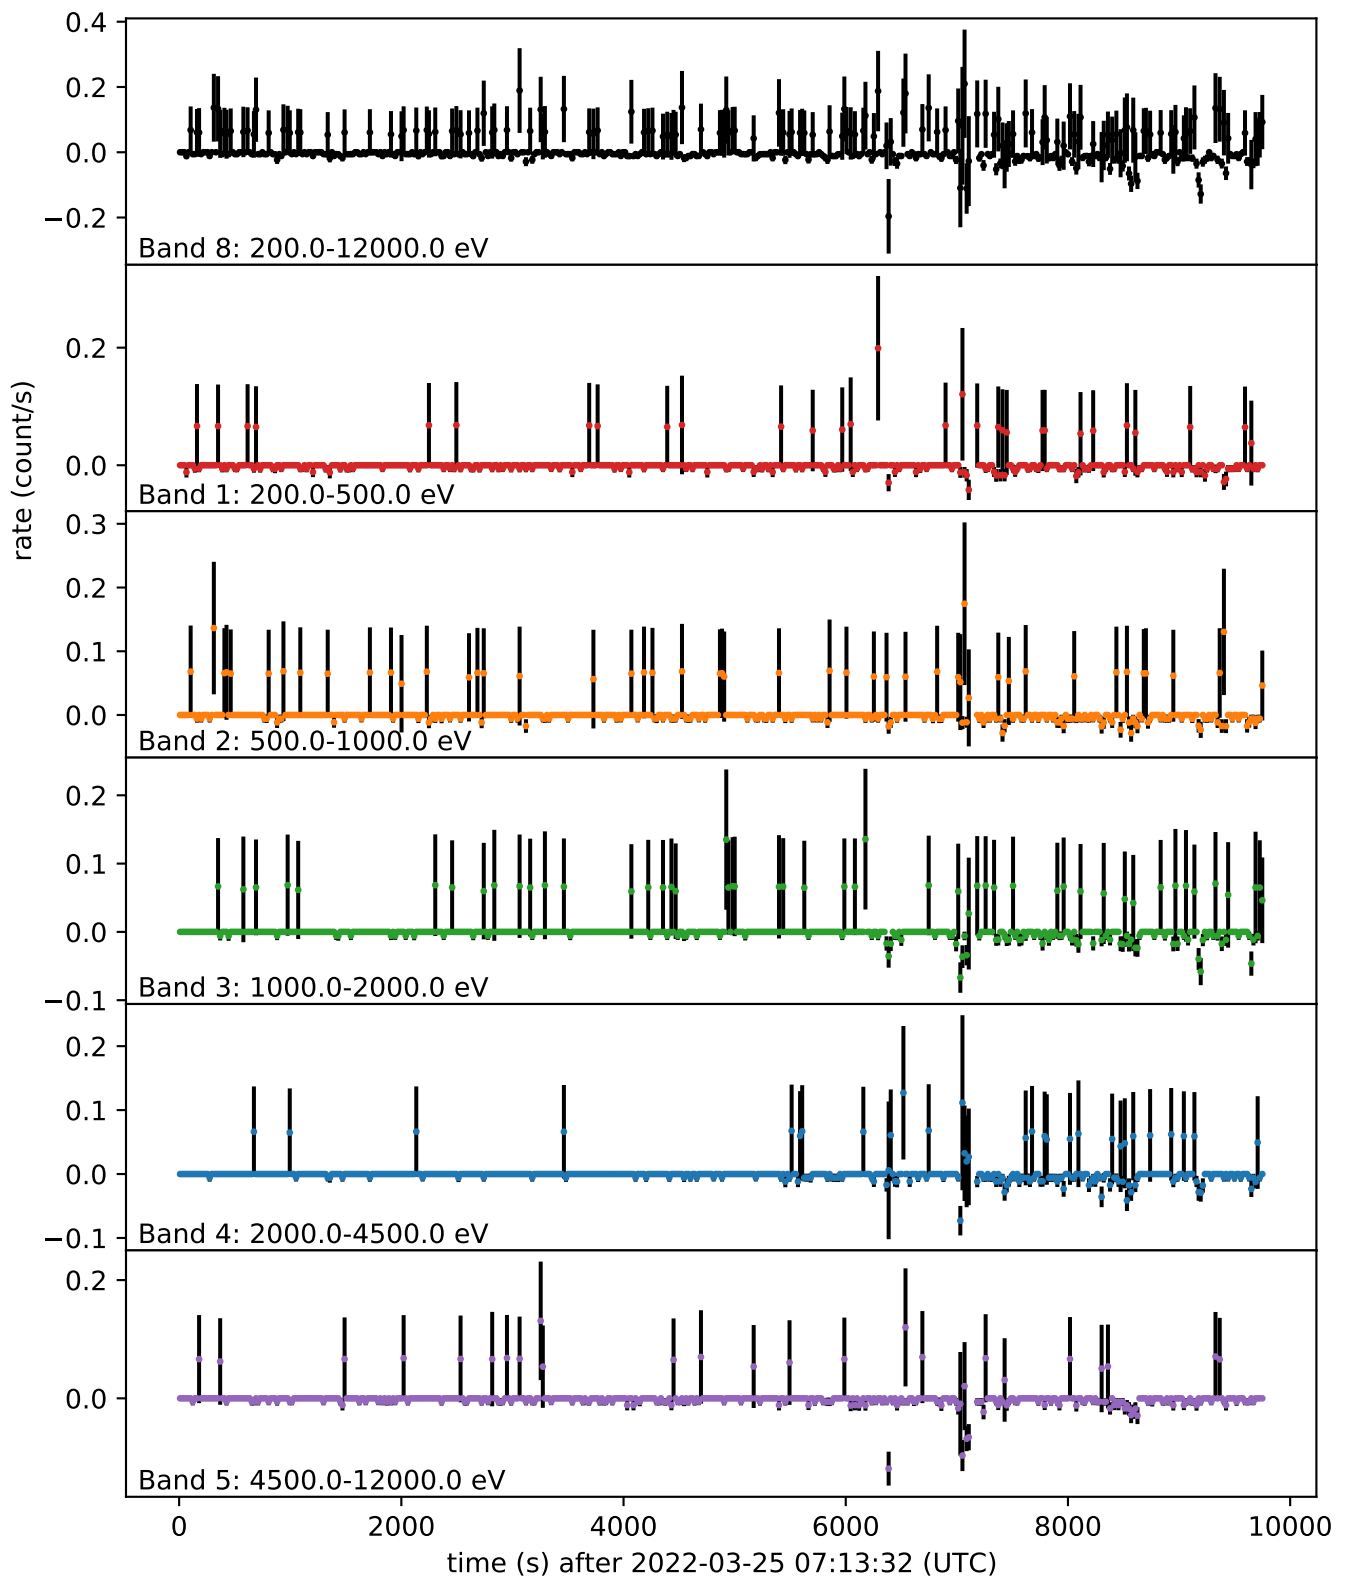 0.4
0.2
0.0
−0.2
Band 8: 200.0-12000.0 eV
0.2
0.0
Band 1: 200.0-500.0 eV
rate (count/s)
0.3
0.2
0.1
0.0
Band 2: 500.0-1000.0 eV
0.2
0.1
0.0
−0.1
Band 3: 1000.0-2000.0 eV
0.2
0.1
0.0
−0.1
Band 4: 2000.0-4500.0 eV
0.2
0.0
Band 5: 4500.0-12000.0 eV
0 2000 4000 6000 8000 10000
time (s) after 2022-03-25 07:13:32 (UTC)